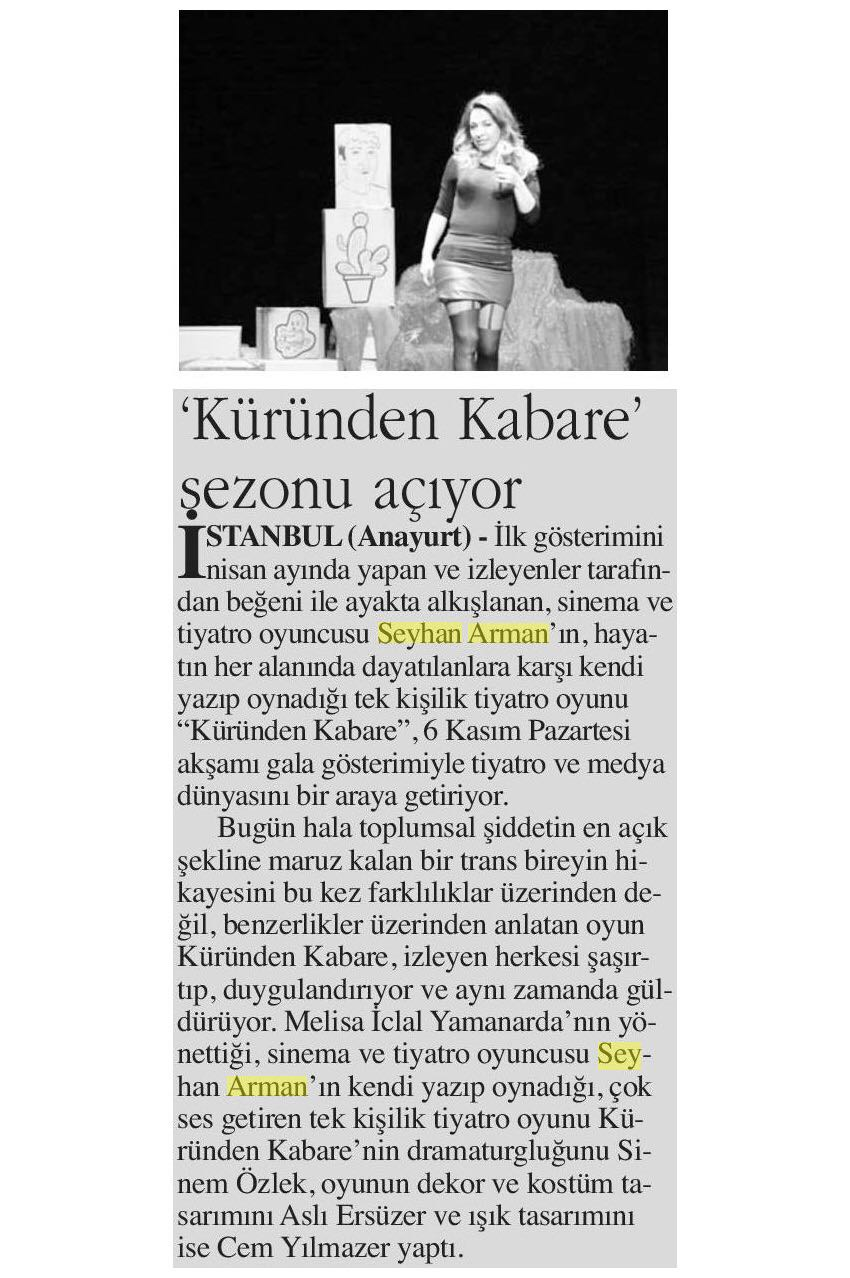 ‘Küründen Kabare’
sezonu açıyor
İSTANBUL (Anayurt) - İlk gösterimini
nisan ayında yapan ve izleyenler tarafın-
dan beğeni ile ayakta alkışlanan, sinema ve
tiyatro oyuncusu Seyhan Arman’ın, haya-
tın her alanında dayatılanlara karşı kendi
yazıp oynadığı tek kişilik tiyatro oyunu
“Küründen Kabare”, 6 Kasım Pazartesi
akşamı gala gösterimiyle tiyatro ve medya
dünyasını bir araya getiriyor.
Bugün hala toplumsal şiddetin en açık
şekline maruz kalan bir trans bireyin hi-
kayesini bu kez farklılıklar üzerinden de-
ğil, benzerlikler üzerinden anlatan oyun
Küründen Kabare, izleyen herkesi şaşır-
tıp, duygulandırıyor ve aynı zamanda gül-
dürüyor. Melisa İclal Yamanarda’nın yö-
nettiği, sinema ve tiyatro oyuncusu Sey-
han Arman’ın kendi yazıp oynadığı, çok
ses getiren tek kişilik tiyatro oyunu Kü-
ründen Kabare’nin dramaturgluğunu Si-
nem Özlek, oyunun dekor ve kostüm ta-
sarımını Aslı Ersüzer ve ışık tasarımını
ise Cem Yılmazer yaptı.